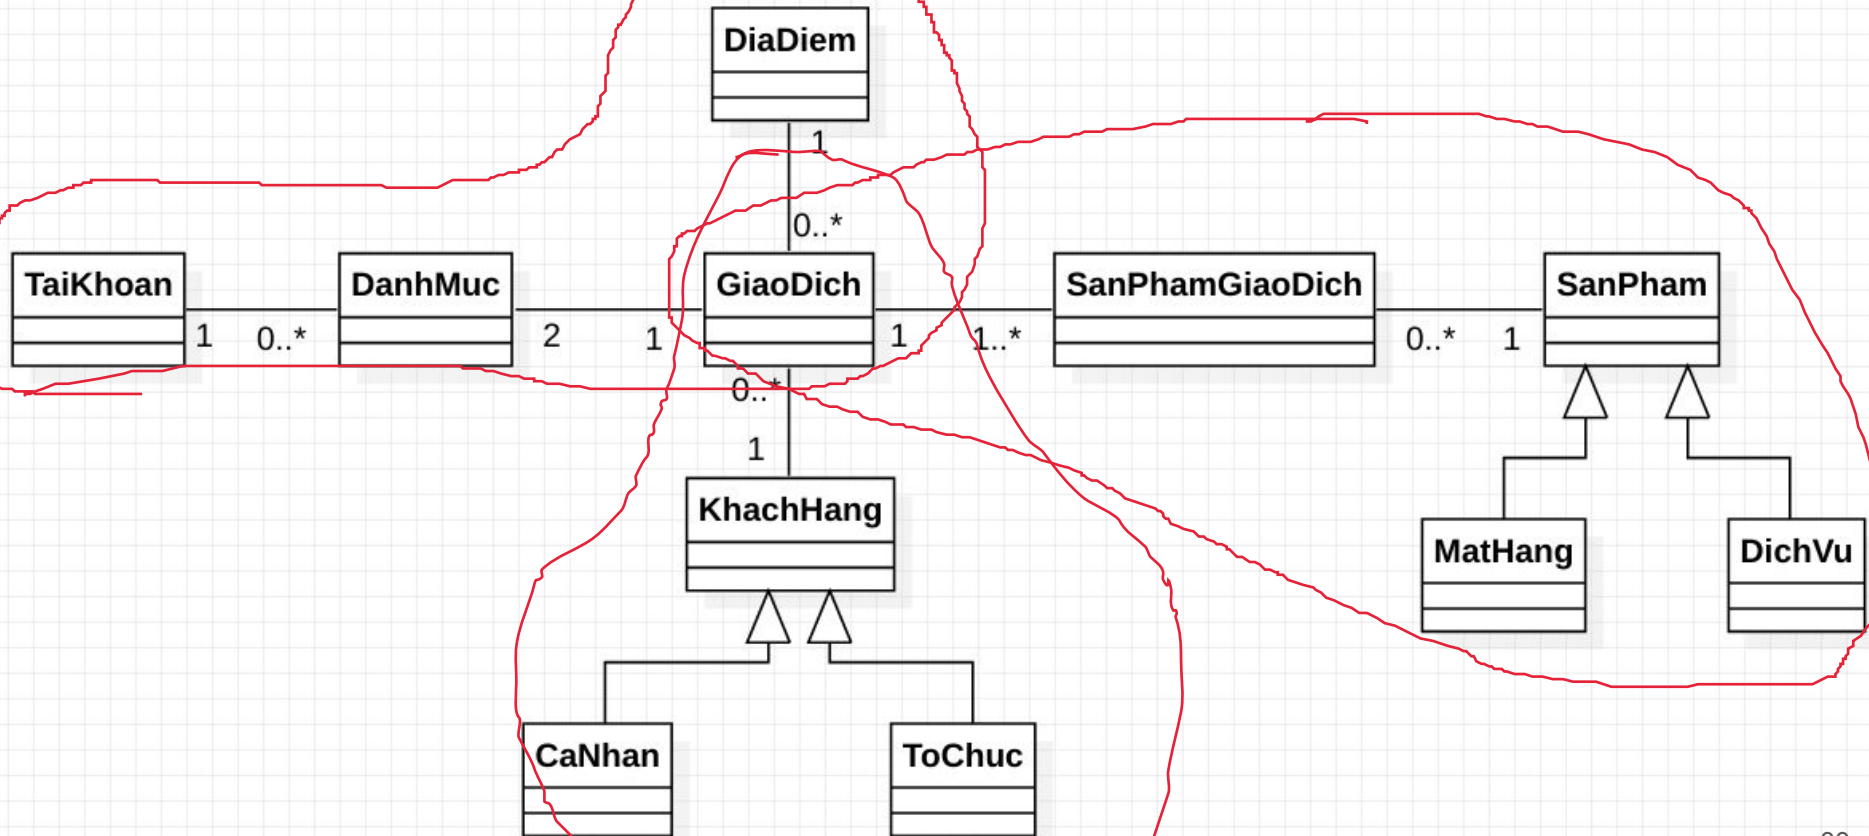 DiaDiem
1
0..*
TaiKhoan
DanhMuc
GiaoDich
SanPhamGiaoDich
SanPham
1
0..*
2
1
1
1..*
0..*
1
0..*
1
KhachHang
MatHang
DichVu
CaNhan
ToChuc